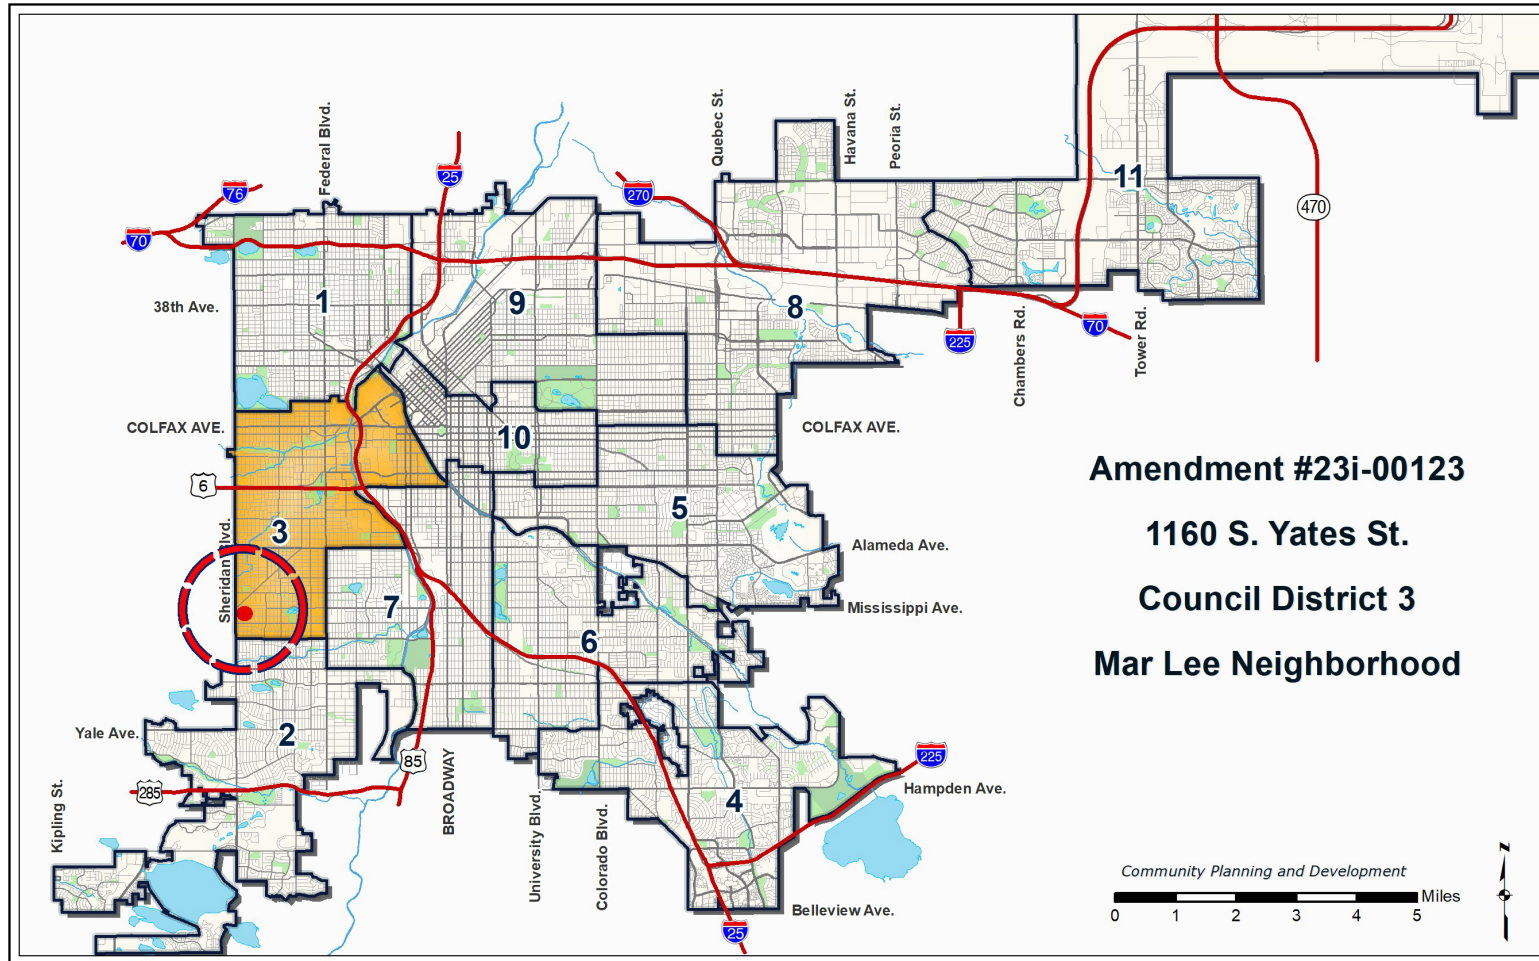 Federal Blvd.
Quebec St.
Havana St.
Peoria St.
76
25
270
70
11
470
38th Ave.
1
9
8
225
70
Chambers Rd.
Tower Rd.
COLFAX AVE.
10
COLFAX AVE.
6
3
5
Sheridan Blvd.
Alameda Ave.
7
Mississippi Ave.
6
Yale Ave.
2
85
BROADWAY
285
Kipling St.
University Blvd.
Colorado Blvd.
4
225
Hampden Ave.
Belleview Ave.
25
Amendment #23i-00123
1160 S. Yates St.
Council District 3
Mar Lee Neighborhood
Community Planning and Development
Miles
0 1 2 3 4 5
z